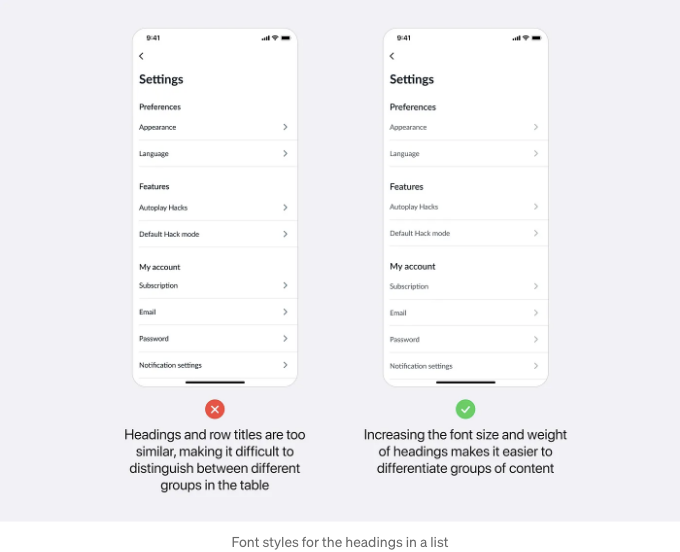 9:41
Settings
Preferences
Appearance
Language
Features
Autoplay Hacks
Default Hack mode
My account
Subscription
Email
Password
Notification settings
Headings and row titles are too
similar, making it difficult to
distinguish between different
groups in the table
9:41
Settings
Preferences
Appearance
Language
Features
Autoplay Hacks
Default Hack mode
My account
Subscription
Email
Password
Notification settings
Increasing the font size and weight
of headings makes it easier to
differentiate groups of content
Font styles for the headings in a list